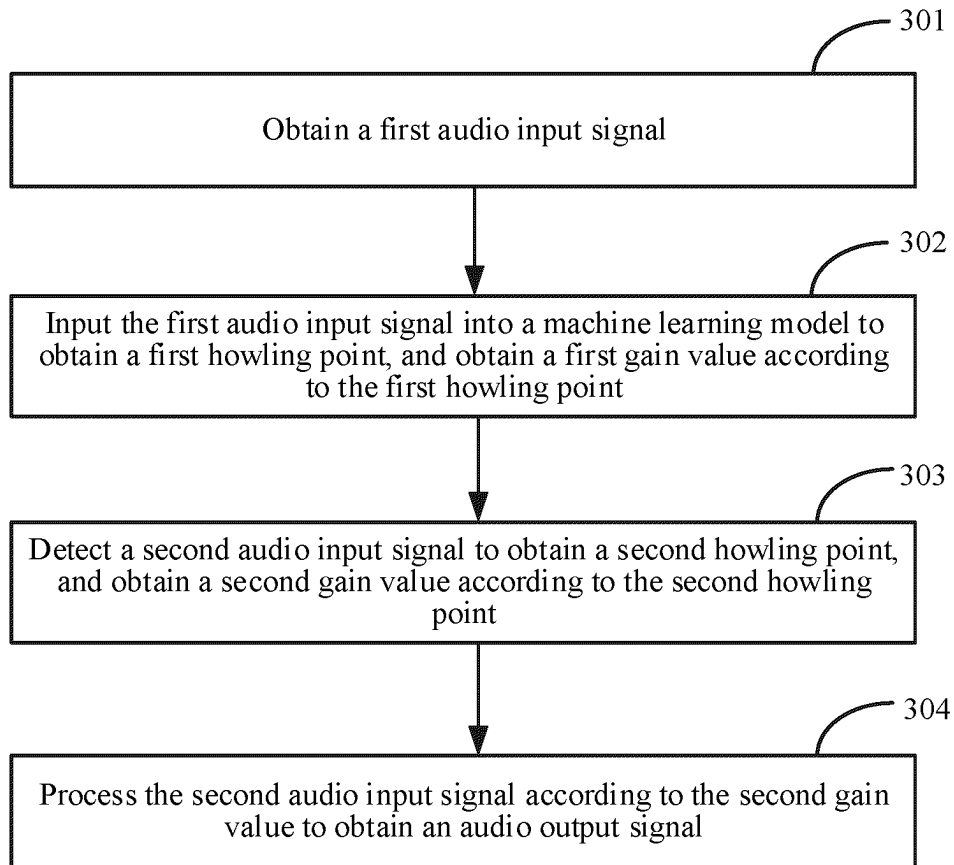 301
Obtain a first audio input signal
302
Input the first audio input signal into a machine learning model to
obtain a first howling point, and obtain a first gain value according
to the first howling point
303
Detect a second audio input signal to obtain a second howling point,
and obtain a second gain value according to the second howling
point
304
Process the second audio input signal according to the second gain
value to obtain an audio output signal